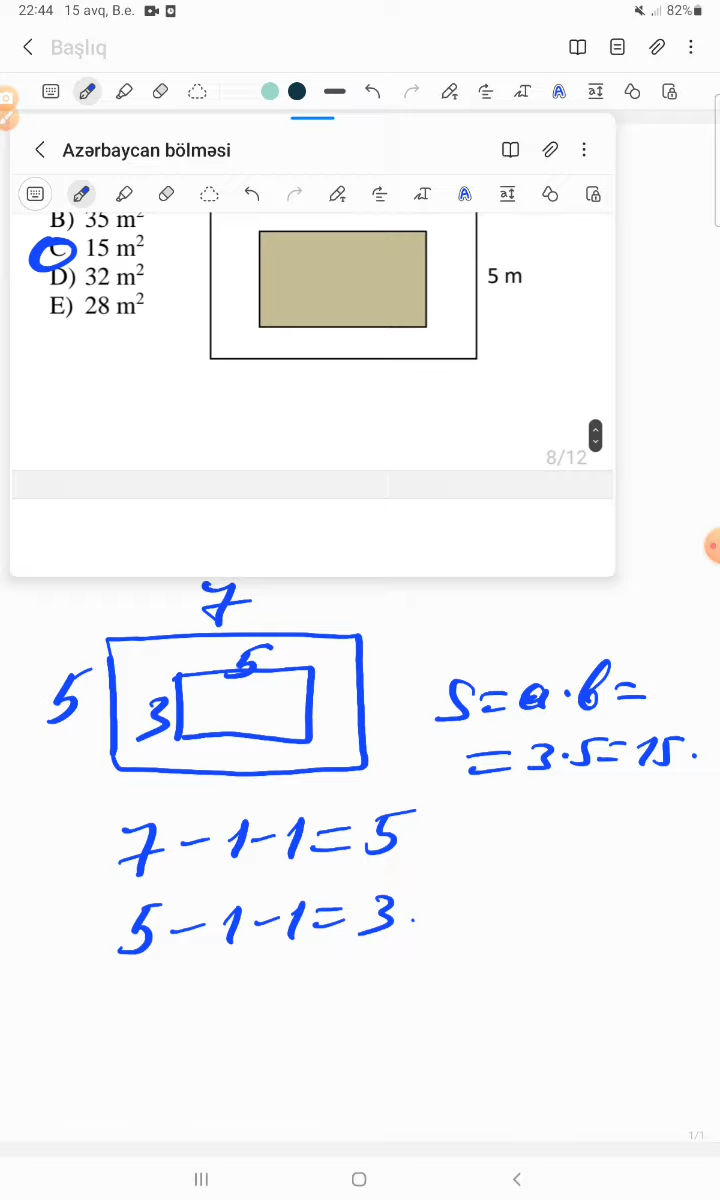 22:44 15 avq, B.e. 82%
Başlıq
Azərbaycan bölməsi
B) 35 m²
C) 15 m²
D) 32 m²
E) 28 m²
5 m
8/12
7
5
5
3
S=a·b=
=3·5=15.
7-1-1=5
5-1-1=3.
1/1